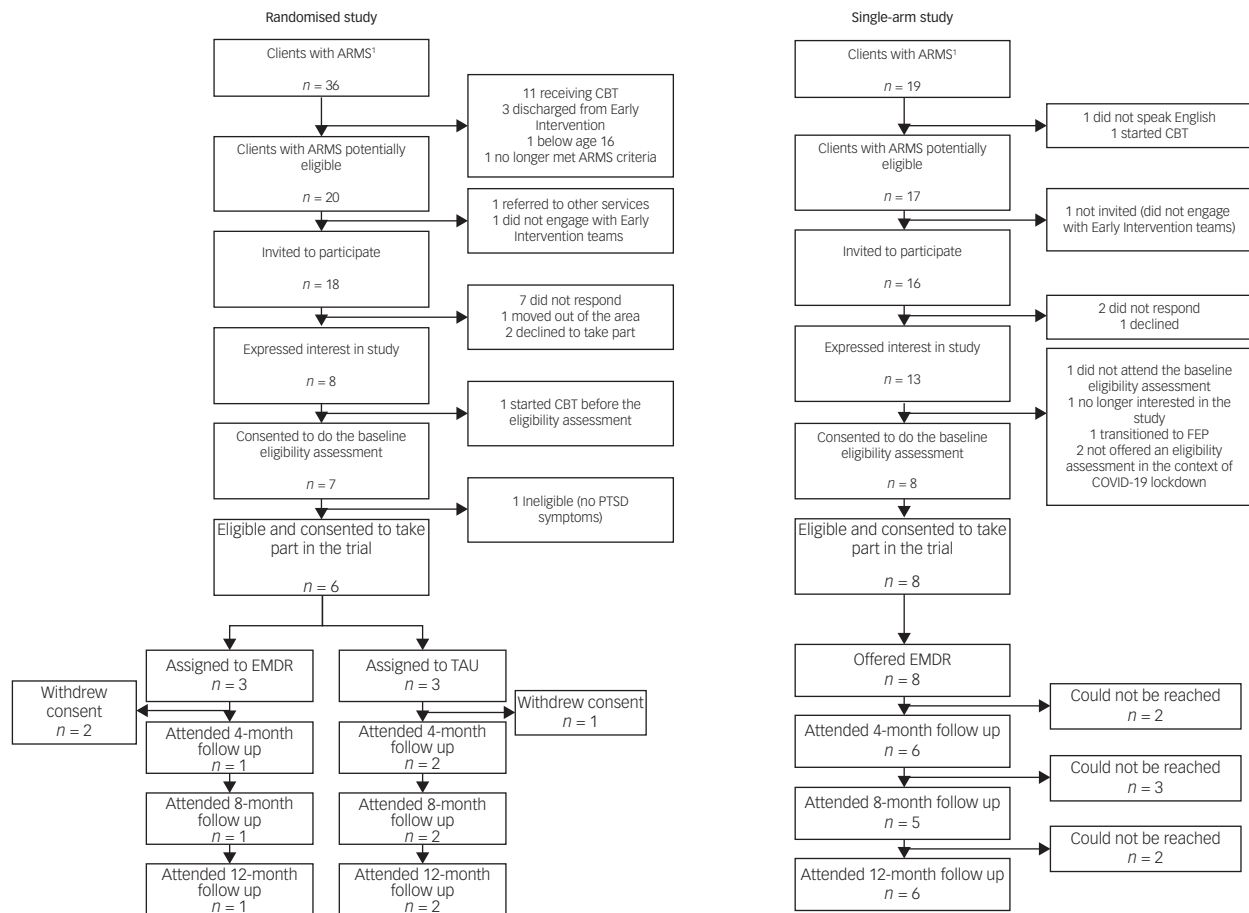 Randomised study
Clients with ARMS¹
n = 36
11 receiving CBT
3 discharged from Early
Intervention
1 below age 16
1 no longer met ARMS criteria
Clients with ARMS potentially
eligible
n = 20
1 referred to other services
1 did not engage with Early
Intervention teams
Invited to participate
n = 18
7 did not respond
1 moved out of the area
2 declined to take part
Expressed interest in study
n = 8
1 started CBT before the
eligibility assessment
Consented to do the baseline
eligibility assessment
n = 7
1 Ineligible (no PTSD
symptoms)
Eligible and consented to take
part in the trial
n = 6
Assigned to EMDR
n = 3
Assigned to TAU
n = 3
Withdrew
consent
n = 2
Withdrew consent
n = 1
Attended 4-month
follow up
n = 1
Attended 4-month
follow up
n = 2
Attended 8-month
follow up
n = 1
Attended 8-month
follow up
n = 2
Attended 12-month
follow up
n = 1
Attended 12-month
follow up
n = 2
Single-arm study
Clients with ARMS¹
n = 19
1 did not speak English
1 started CBT
Clients with ARMS potentially
eligible
n = 17
1 not invited (did not engage
with Early Intervention teams)
Invited to participate
n = 16
2 did not respond
1 declined
Expressed interest in study
n = 13
1 did not attend the baseline
eligibility assessment
1 no longer interested in the
study
1 transitioned to FEP
2 not offered an eligibility
assessment in the context of
COVID-19 lockdown
Consented to do the baseline
eligibility assessment
n = 8
Eligible and consented to take
part in the trial
n = 8
Offered EMDR
n = 8
Could not be reached
n = 2
Attended 4-month follow up
n = 6
Could not be reached
n = 3
Attended 8-month follow up
n = 5
Could not be reached
n = 2
Attended 12-month follow up
n = 6